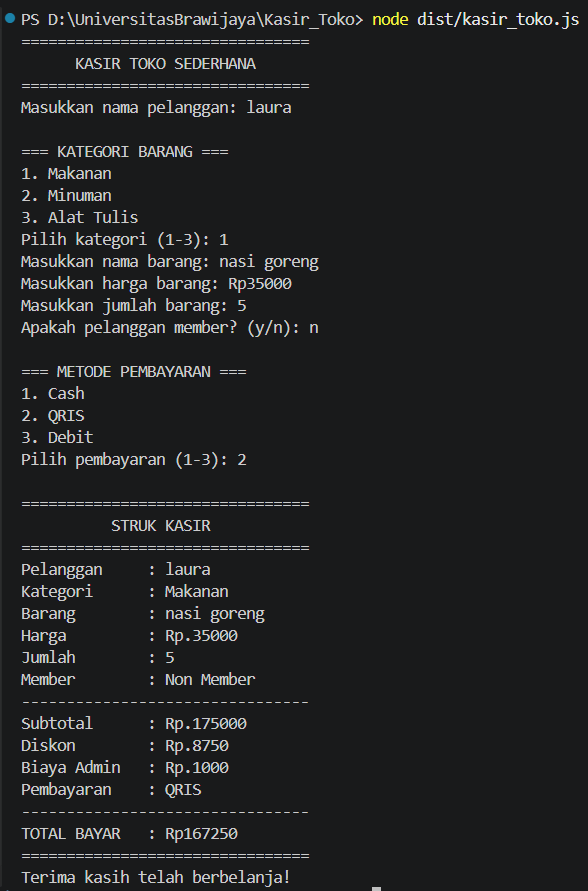 PS D:\UniversitasBrawijaya\Kasir_Toko> node dist/kasir_toko.js
================================
      KASIR TOKO SEDERHANA
================================
Masukkan nama pelanggan: laura

=== KATEGORI BARANG ===
1. Makanan
2. Minuman
3. Alat Tulis
Pilih kategori (1-3): 1
Masukkan nama barang: nasi goreng
Masukkan harga barang: Rp35000
Masukkan jumlah barang: 5
Apakah pelanggan member? (y/n): n

=== METODE PEMBAYARAN ===
1. Cash
2. QRIS
3. Debit
Pilih pembayaran (1-3): 2

================================
          STRUK KASIR
================================
Pelanggan     : laura
Kategori      : Makanan
Barang        : nasi goreng
Harga         : Rp.35000
Jumlah        : 5
Member        : Non Member
--------------------------------
Subtotal      : Rp.175000
Diskon        : Rp.8750
Biaya Admin   : Rp.1000
Pembayaran    : QRIS
--------------------------------
TOTAL BAYAR   : Rp167250
================================
Terima kasih telah berbelanja!